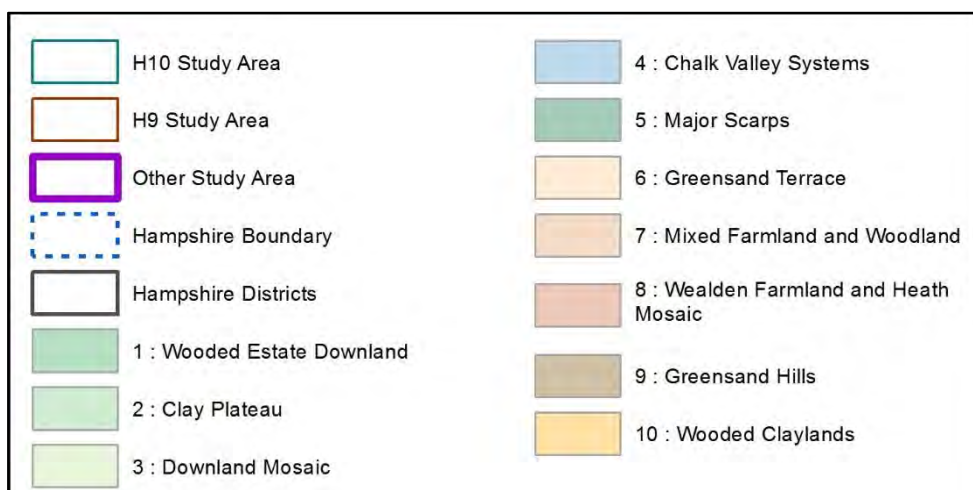 H10 Study Area
H9 Study Area
Other Study Area
Hampshire Boundary
Hampshire Districts
1 : Wooded Estate Downland
2 : Clay Plateau
3 : Downland Mosaic
4 : Chalk Valley Systems
5 : Major Scarps
6 : Greensand Terrace
7 : Mixed Farmland and Woodland
8 : Wealden Farmland and Heath
Mosaic
9 : Greensand Hills
10 : Wooded Claylands